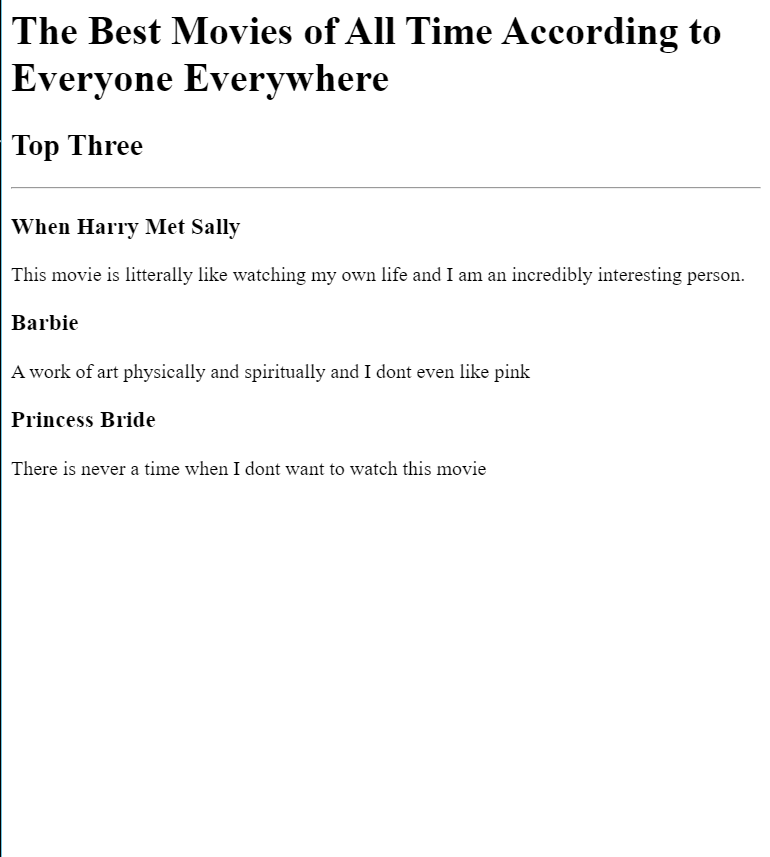 The Best Movies of All Time According to
Everyone Everywhere
Top Three
When Harry Met Sally
This movie is litterally like watching my own life and I am an incredibly interesting person.
Barbie
A work of art physically and spiritually and I dont even like pink
Princess Bride
There is never a time when I dont want to watch this movie